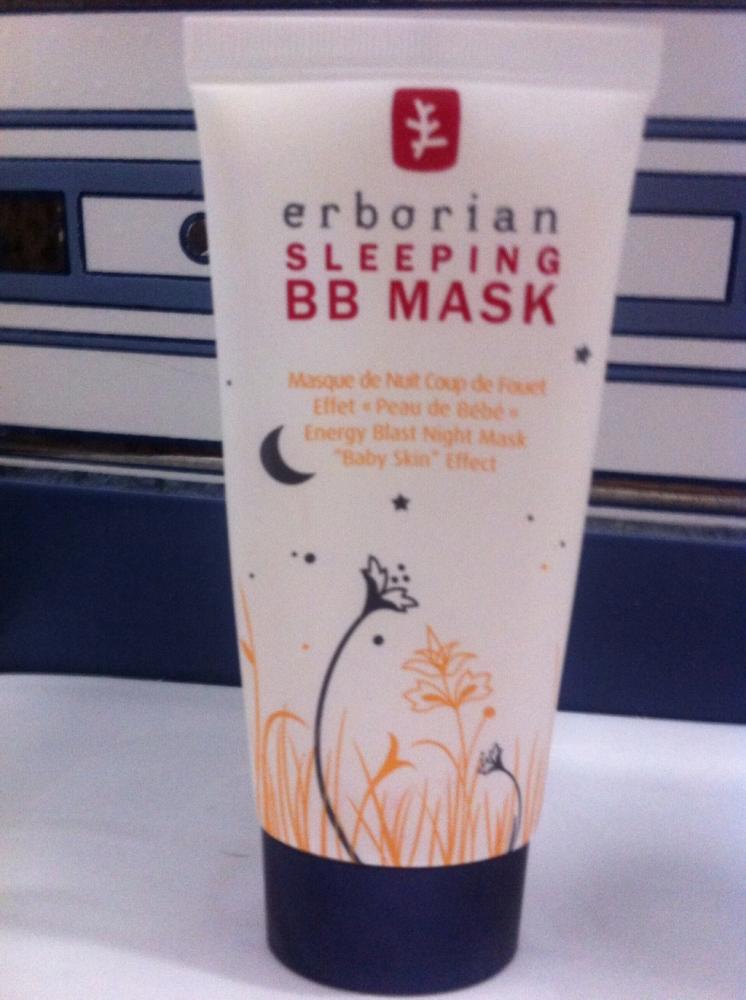 erborian
SLEEPING
BB MASK
Masque de Nuit Coup de Fouet
Effet « Peau de Bébé »
Energy Blast Night Mask
"Baby Skin" Effect